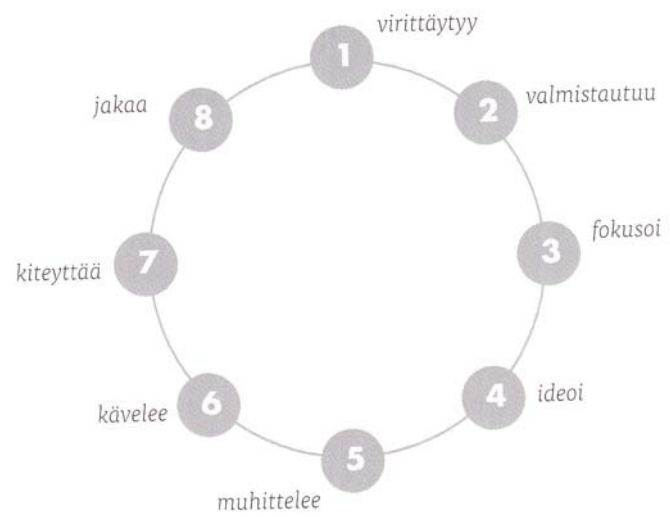 1 virittäytyy
2 valmistautuu
3 fokusoi
4 ideoi
5 muhittelee
6 kävelee
7 kiteyttää
8 jakaa